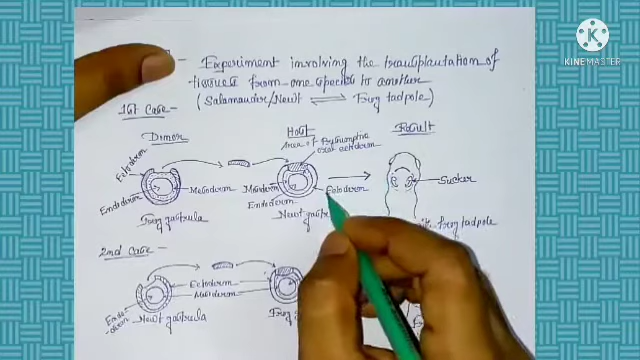 - Experiment involving the transplantation of
tissues from one species to another
(Salamander/Newt ⇌ Frog tadpole)
1st Case -
Donor
Host
Result
Area of Presumptive
oral ectoderm
Ectoderm
Endoderm
Mesoderm
Frog gastrula
Mesoderm
Endoderm
Ectoderm
Newt
Sucker
frog tadpole
2nd Case -
Ectoderm
Mesoderm
Endo-
derm
Newt gastrula
Frog
KINEMASTER